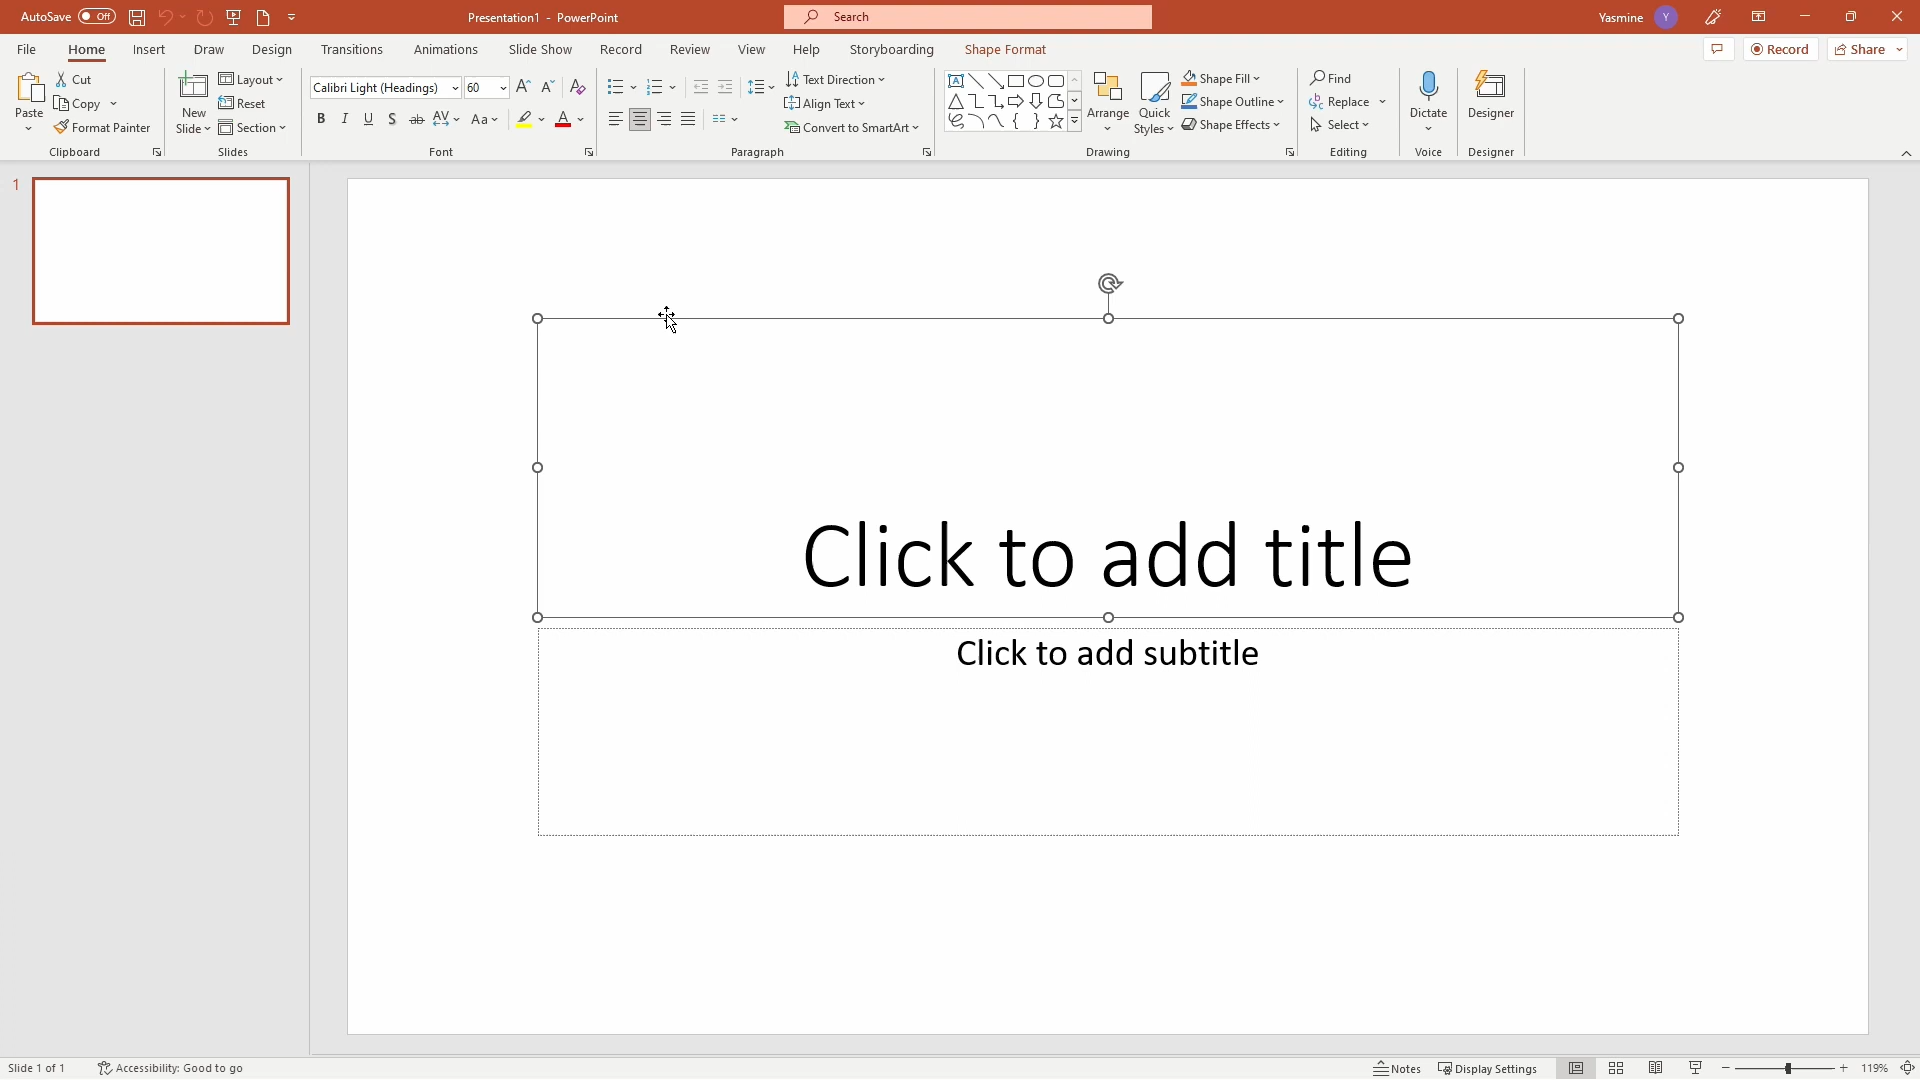 AutoSave Off Presentation1 - PowerPoint Search Yasmine Y
File Home Insert Draw Design Transitions Animations Slide Show Record Review View Help Storyboarding Shape Format Record Share
Paste Cut Copy Format Painter
Clipboard
New Slide Layout Reset Section
Slides
Calibri Light (Headings) 60 A A A
B I U S ab AV Aa A
Font
Text Direction
Align Text
Convert to SmartArt
Paragraph
A
Arrange Quick Styles Shape Fill Shape Outline Shape Effects
Drawing
Find
Replace
Select
Editing
Dictate
Voice
Designer
Designer
1
Click to add title
Click to add subtitle
Slide 1 of 1 Accessibility: Good to go Notes Display Settings 119%